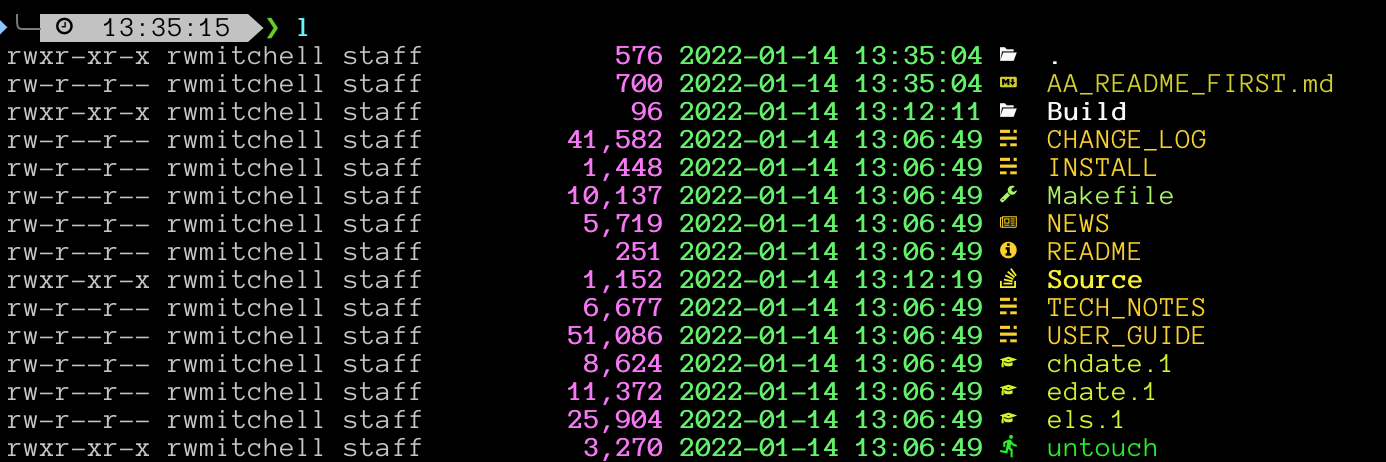 13:35:15 ❯ l
rwxr-xr-x rwmitchell staff 576 2022-01-14 13:35:04 .
rw-r--r-- rwmitchell staff 700 2022-01-14 13:35:04 AA_README_FIRST.md
rwxr-xr-x rwmitchell staff 96 2022-01-14 13:12:11 Build
rw-r--r-- rwmitchell staff 41,582 2022-01-14 13:06:49 CHANGE_LOG
rw-r--r-- rwmitchell staff 1,448 2022-01-14 13:06:49 INSTALL
rw-r--r-- rwmitchell staff 10,137 2022-01-14 13:06:49 Makefile
rw-r--r-- rwmitchell staff 5,719 2022-01-14 13:06:49 NEWS
rw-r--r-- rwmitchell staff 251 2022-01-14 13:06:49 README
rwxr-xr-x rwmitchell staff 1,152 2022-01-14 13:12:19 Source
rw-r--r-- rwmitchell staff 6,677 2022-01-14 13:06:49 TECH_NOTES
rw-r--r-- rwmitchell staff 51,086 2022-01-14 13:06:49 USER_GUIDE
rw-r--r-- rwmitchell staff 8,624 2022-01-14 13:06:49 chdate.1
rw-r--r-- rwmitchell staff 11,372 2022-01-14 13:06:49 edate.1
rw-r--r-- rwmitchell staff 25,904 2022-01-14 13:06:49 els.1
rwxr-xr-x rwmitchell staff 3,270 2022-01-14 13:06:49 untouch